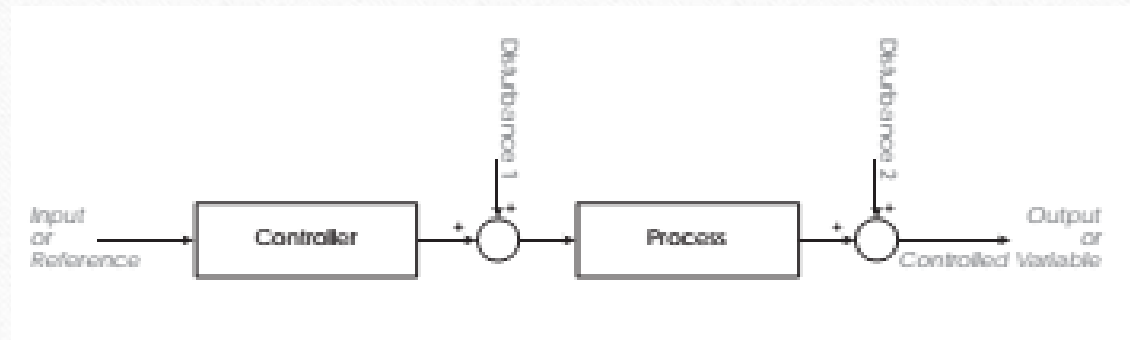 Disturbance 1
Disturbance 2
Input
or
Reference
Controller
+
+
Process
+
+
Output
or
Controlled Variable